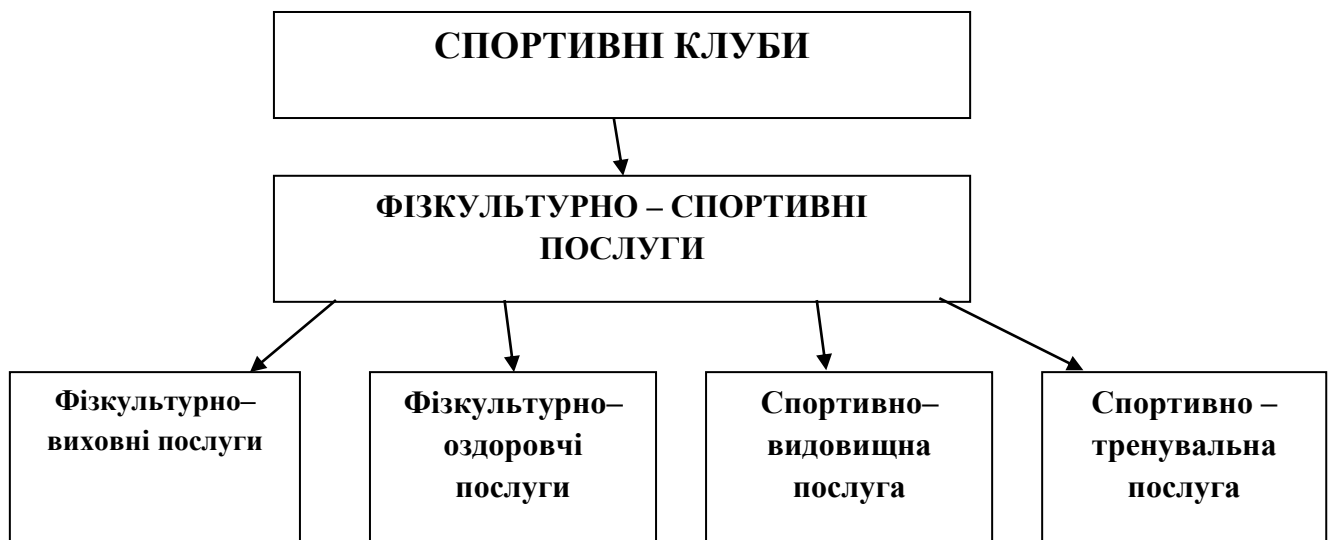 СПОРТИВНІ КЛУБИ
ФІЗКУЛЬТУРНО – СПОРТИВНІ
ПОСЛУГИ
Фізкультурно–
виховні послуги
Фізкультурно–
оздоровчі
послуги
Спортивно–
видовищна
послуга
Спортивно –
тренувальна
послуга